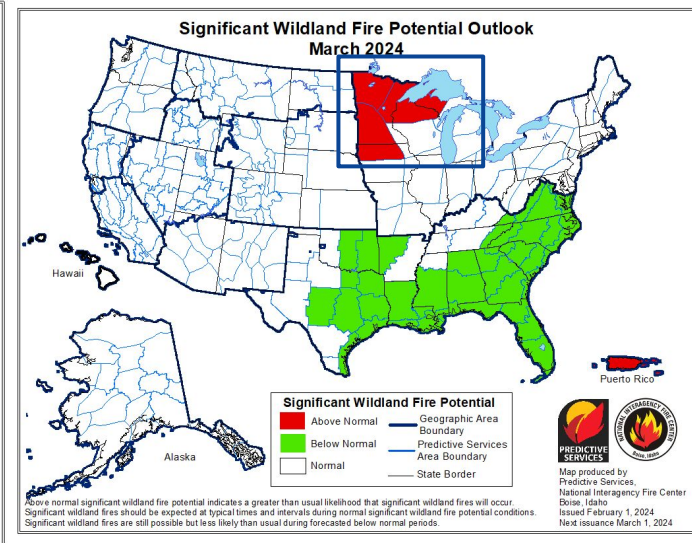 Significant Wildland Fire Potential Outlook
March 2024
Hawaii
Alaska
Puerto Rico
Significant Wildland Fire Potential
Above Normal
Below Normal
Normal
Geographic Area
Boundary
Predictive Services
Area Boundary
State Border
PREDICTIVE
SERVICES
NATIONAL INTERAGENCY FIRE CENTER
Boise, Idaho
Map produced by
Predictive Services,
National Interagency Fire Center
Boise, Idaho
Issued February 1, 2024
Next issuance March 1, 2024
Above normal significant wildland fire potential indicates a greater than usual likelihood that significant wildland fires will occur.
Significant wildland fires should be expected at typical times and intervals during normal significant wildland fire potential conditions.
Significant wildland fires are still possible but less likely than usual during forecasted below normal periods.